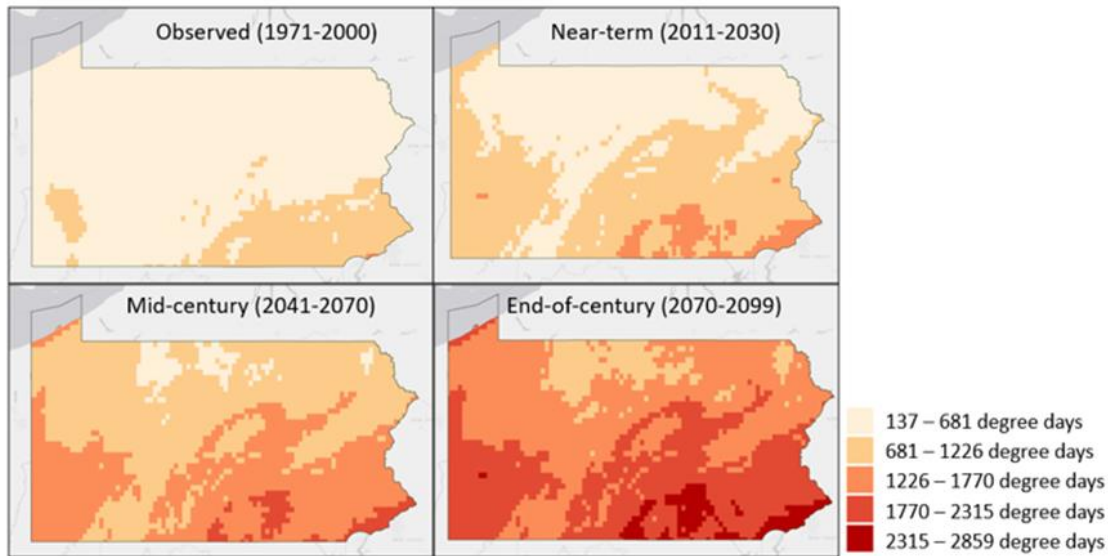 Observed (1971-2000)
Near-term (2011-2030)
Mid-century (2041-2070)
End-of-century (2070-2099)
137 – 681 degree days
681 – 1226 degree days
1226 – 1770 degree days
1770 – 2315 degree days
2315 – 2859 degree days